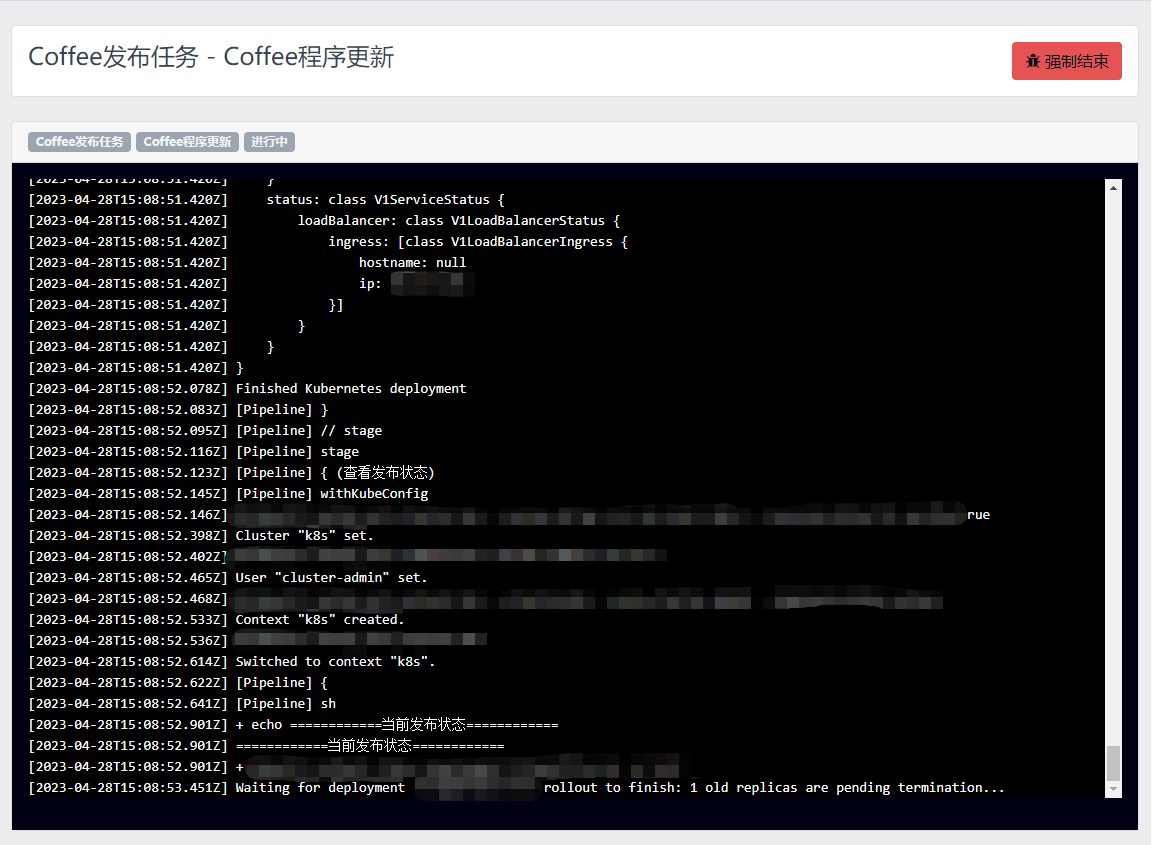 Coffee发布任务 - Coffee程序更新
强制结束
Coffee发布任务 Coffee程序更新 进行中
[2023-04-28T15:08:51.420Z]     }
[2023-04-28T15:08:51.420Z]     status: class V1ServiceStatus {
[2023-04-28T15:08:51.420Z]         loadBalancer: class V1LoadBalancerStatus {
[2023-04-28T15:08:51.420Z]             ingress: [class V1LoadBalancerIngress {
[2023-04-28T15:08:51.420Z]                 hostname: null
[2023-04-28T15:08:51.420Z]                 ip:
[2023-04-28T15:08:51.420Z]             }]
[2023-04-28T15:08:51.420Z]         }
[2023-04-28T15:08:51.420Z]     }
[2023-04-28T15:08:51.420Z] }
[2023-04-28T15:08:52.078Z] Finished Kubernetes deployment
[2023-04-28T15:08:52.083Z] [Pipeline] }
[2023-04-28T15:08:52.095Z] [Pipeline] // stage
[2023-04-28T15:08:52.116Z] [Pipeline] stage
[2023-04-28T15:08:52.123Z] [Pipeline] { (查看发布状态)
[2023-04-28T15:08:52.145Z] [Pipeline] withKubeConfig
[2023-04-28T15:08:52.146Z] rue
[2023-04-28T15:08:52.398Z] Cluster "k8s" set.
[2023-04-28T15:08:52.402Z]
[2023-04-28T15:08:52.465Z] User "cluster-admin" set.
[2023-04-28T15:08:52.468Z]
[2023-04-28T15:08:52.533Z] Context "k8s" created.
[2023-04-28T15:08:52.536Z]
[2023-04-28T15:08:52.614Z] Switched to context "k8s".
[2023-04-28T15:08:52.622Z] [Pipeline] {
[2023-04-28T15:08:52.641Z] [Pipeline] sh
[2023-04-28T15:08:52.901Z] + echo ============当前发布状态============
[2023-04-28T15:08:52.901Z] ============当前发布状态============
[2023-04-28T15:08:52.901Z] +
[2023-04-28T15:08:53.451Z] Waiting for deployment rollout to finish: 1 old replicas are pending termination...